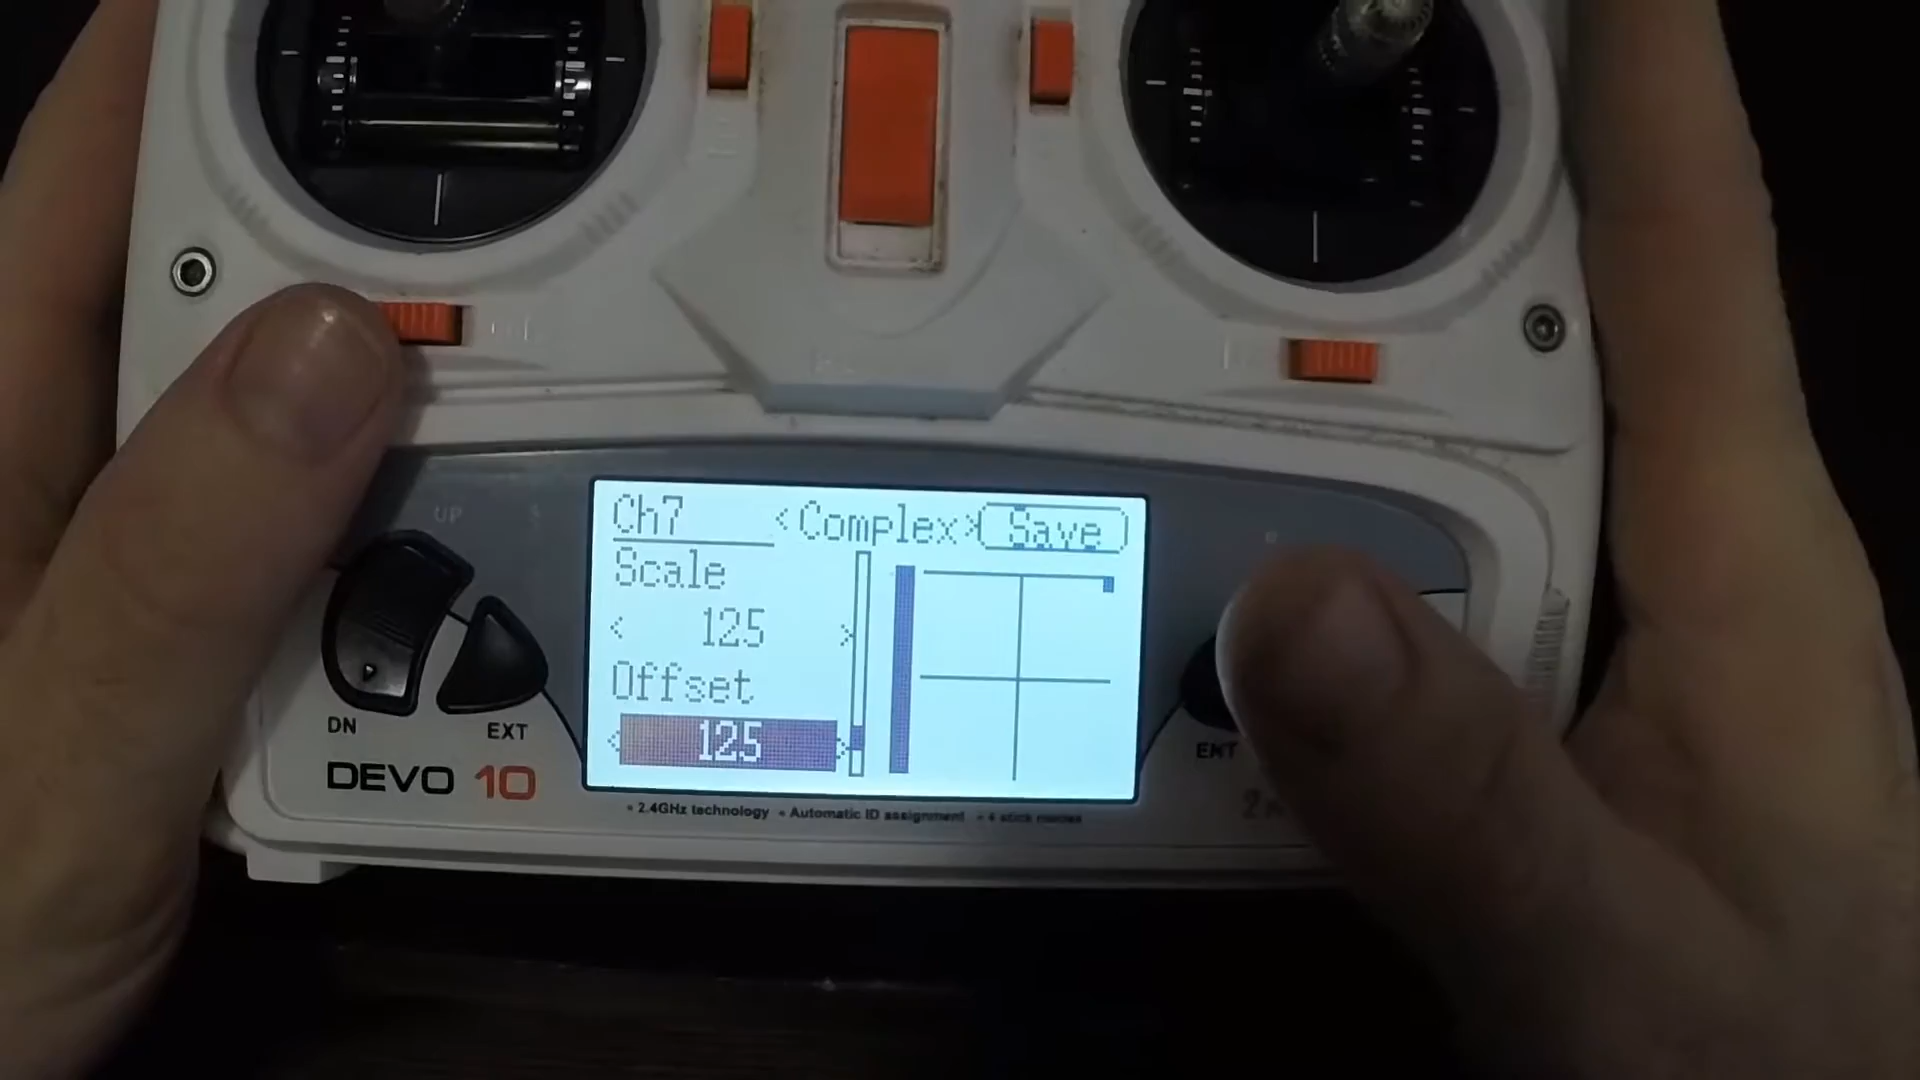 UP
Ch7 <Complex> Save
Scale
< 125 >
Offset
< 125 >
DN
EXT
ENT
DEVO 10
• 2.4GHz technology • Automatic ID assignment • 4 stick modes